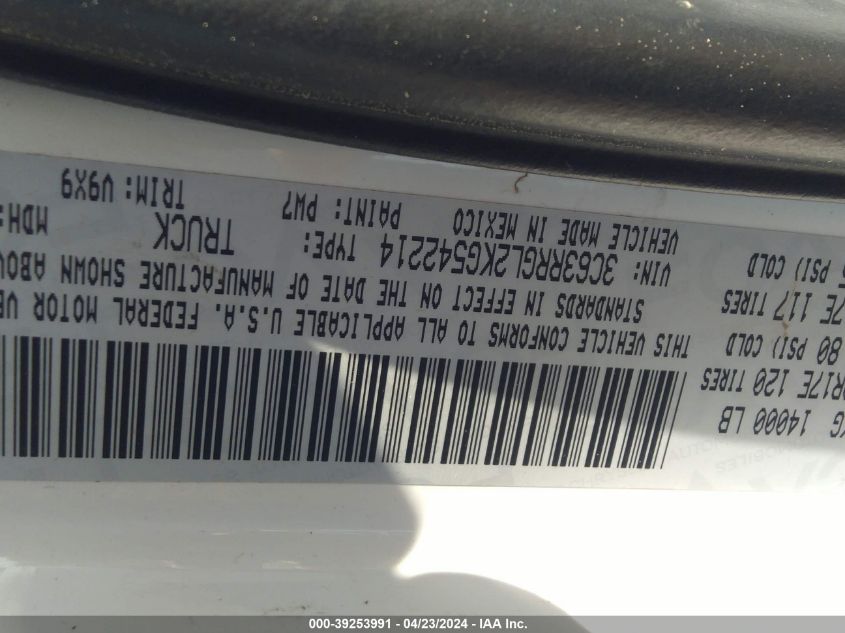 KG 14000 LB
R17E 120 TIRES
80 PSI) COLD
7E 117 TIRES
PSI) COLD
THIS VEHICLE CONFORMS TO ALL APPLICABLE U.S.A. FEDERAL MOTOR VE
STANDARDS IN EFFECT ON THE DATE OF MANUFACTURE SHOWN ABOV
VIN: 3C63RRGL2KG542214 TYPE: TRUCK MDH:
VEHICLE MADE IN MEXICO PAINT: PW7 TRIM: V9X9
000-39253991 - 04/23/2024 - IAA Inc.